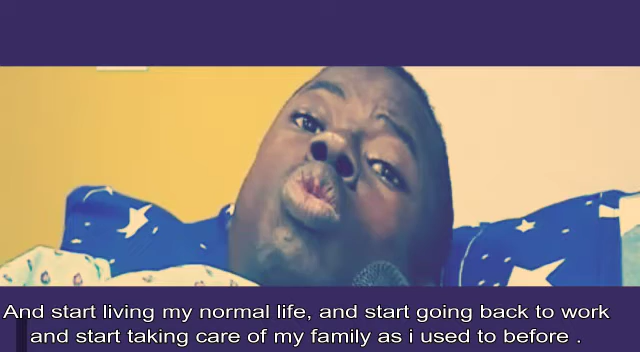 And start living my normal life, and start going back to work
and start taking care of my family as i used to before .